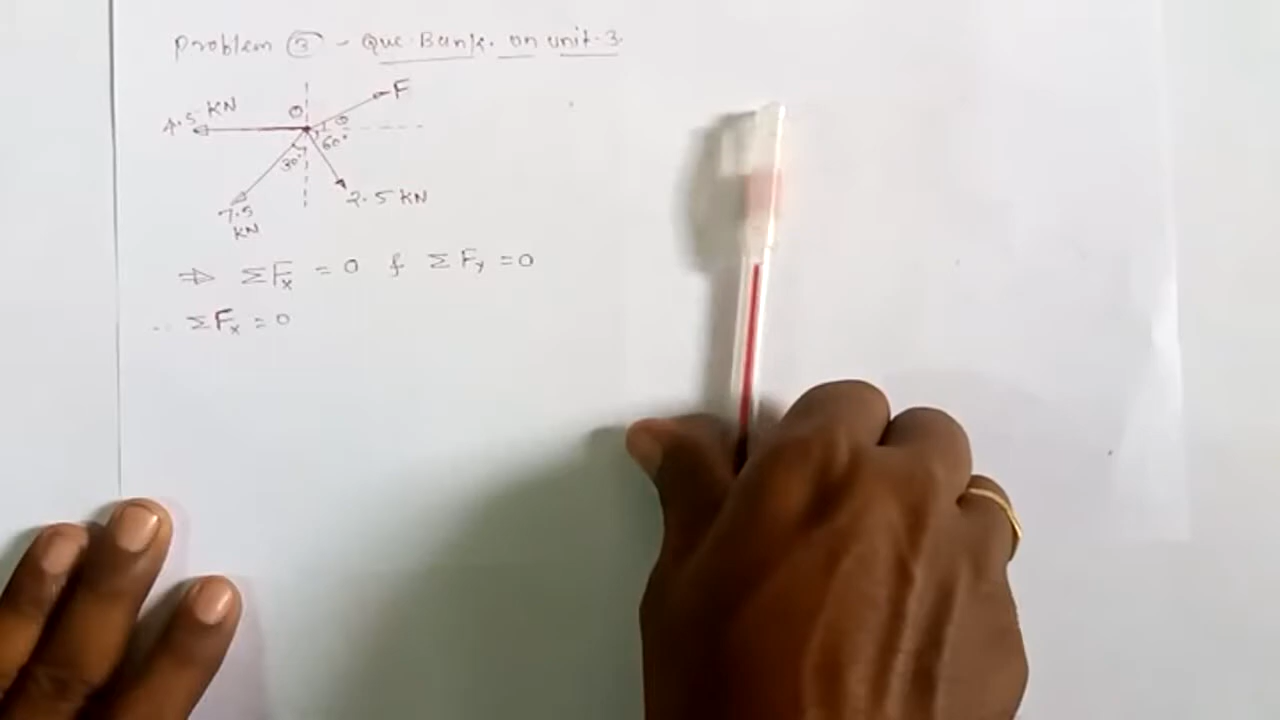 Problem ③ - Que. Bank. on unit-3.
4.5 KN
O
F
θ
60°
30°
2.5 KN
7.5
KN
⇒ ΣFx = 0 & ΣFy = 0
∴ ΣFx = 0